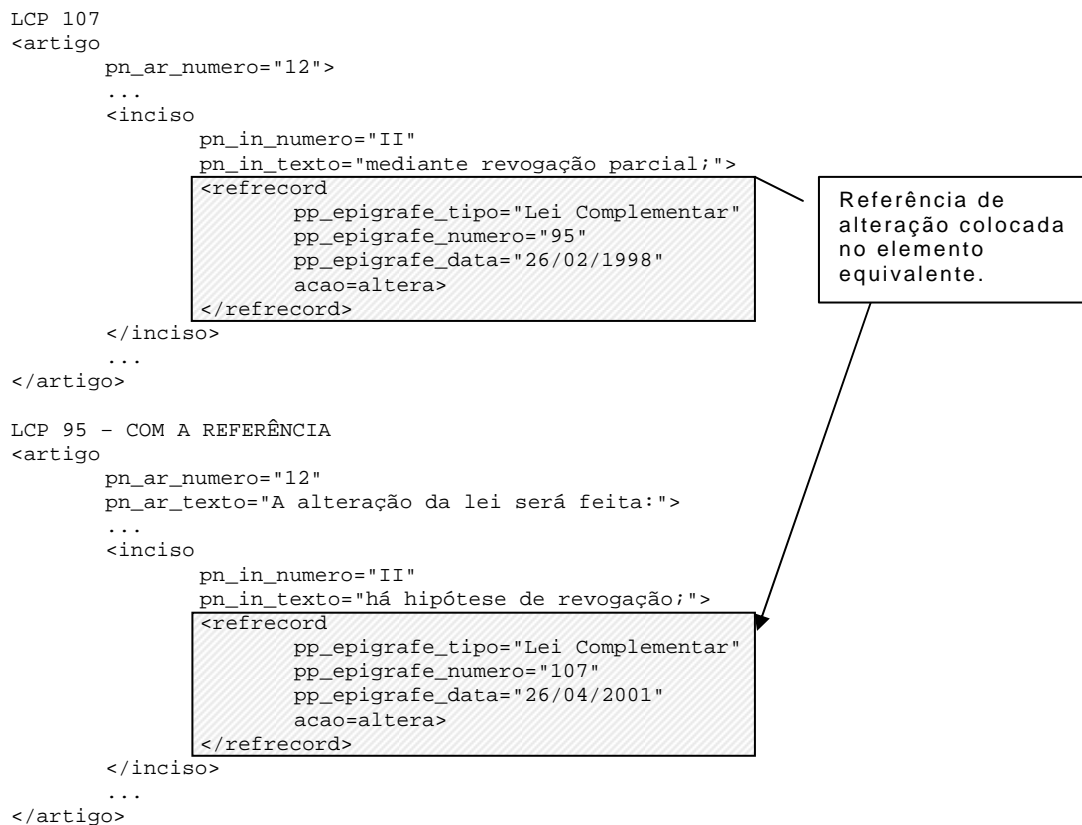 LCP 107
<artigo
pn_ar_numero="12">
...
<inciso
pn_in_numero="II"
pn_in_texto="mediante revogação parcial;">
<refrecord
pp_epigrafe_tipo="Lei Complementar"
pp_epigrafe_numero="95"
pp_epigrafe_data="26/02/1998"
acao=altera>
</refrecord>
</inciso>
...
</artigo>
Referência de
alteração colocada
no elemento
equivalente.
LCP 95 – COM A REFERÊNCIA
<artigo
pn_ar_numero="12"
pn_ar_texto="A alteração da lei será feita:">
...
<inciso
pn_in_numero="II"
pn_in_texto="há hipótese de revogação;">
<refrecord
pp_epigrafe_tipo="Lei Complementar"
pp_epigrafe_numero="107"
pp_epigrafe_data="26/04/2001"
acao=altera>
</refrecord>
</inciso>
...
</artigo>